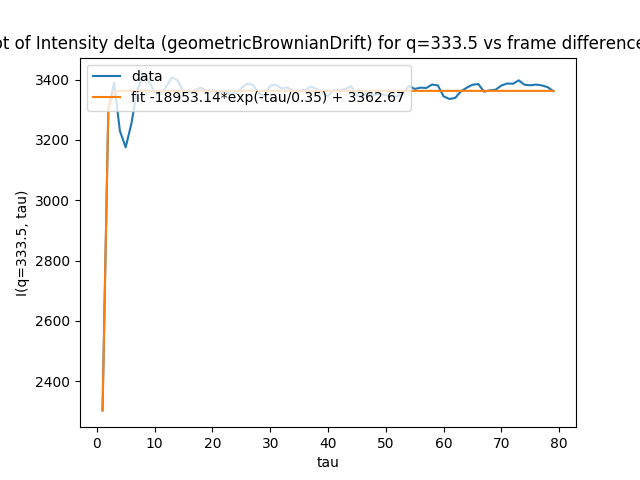 ot of Intensity delta (geometricBrownianDrift) for q=333.5 vs frame difference
data
fit -18953.14*exp(-tau/0.35) + 3362.67
I(q=333.5, tau)
3400
3200
3000
2800
2600
2400
0 10 20 30 40 50 60 70 80
tau